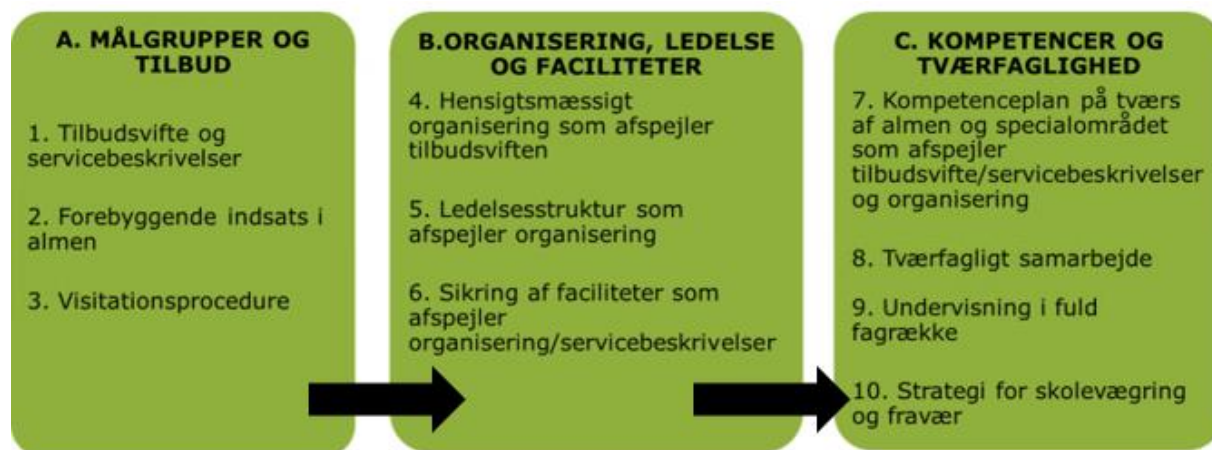 A. MÅLGRUPPER OG
TILBUD
1. Tilbudsvifte og
servicebeskrivelser
2. Forebyggende indsats i
almen
3. Visitationsprocedure
B.ORGANISERING, LEDELSE
OG FACILITETER
4. Hensigtsmæssigt
organisering som afspejler
tilbudsviften
5. Ledelsesstruktur som
afspejler organisering
6. Sikring af faciliteter som
afspejler
organisering/servicebeskrivelser
C. KOMPETENCER OG
TVÆRFAGLIGHED
7. Kompetenceplan på tværs
af almen og specialområdet
som afspejler
tilbudsvifte/servicebeskrivelser
og organisering
8. Tværfagligt samarbejde
9. Undervisning i fuld
fagrække
10. Strategi for skolevægring
og fravær